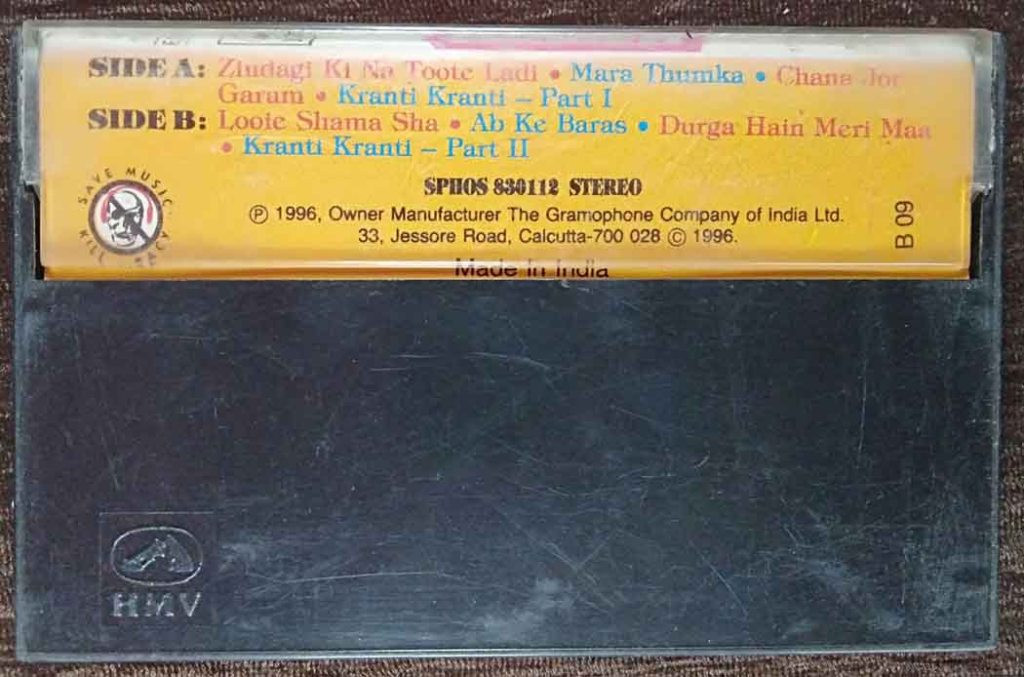 SIDE A: Zindagi Ki Na Toote Ladi • Mara Thumka • Chana Jor
Garam • Kranti Kranti – Part I
SIDE B: Looie Shama Sha • Ab Ke Baras • Durga Hain Meri Maa
• Kranti Kranti – Part II
SAVE MUSIC
KILL PIRACY
SPHOS 830112 STEREO
℗ 1996, Owner Manufacturer The Gramophone Company of India Ltd.
33, Jessore Road, Calcutta-700 028 © 1996.
B 09
Made in India
HMV